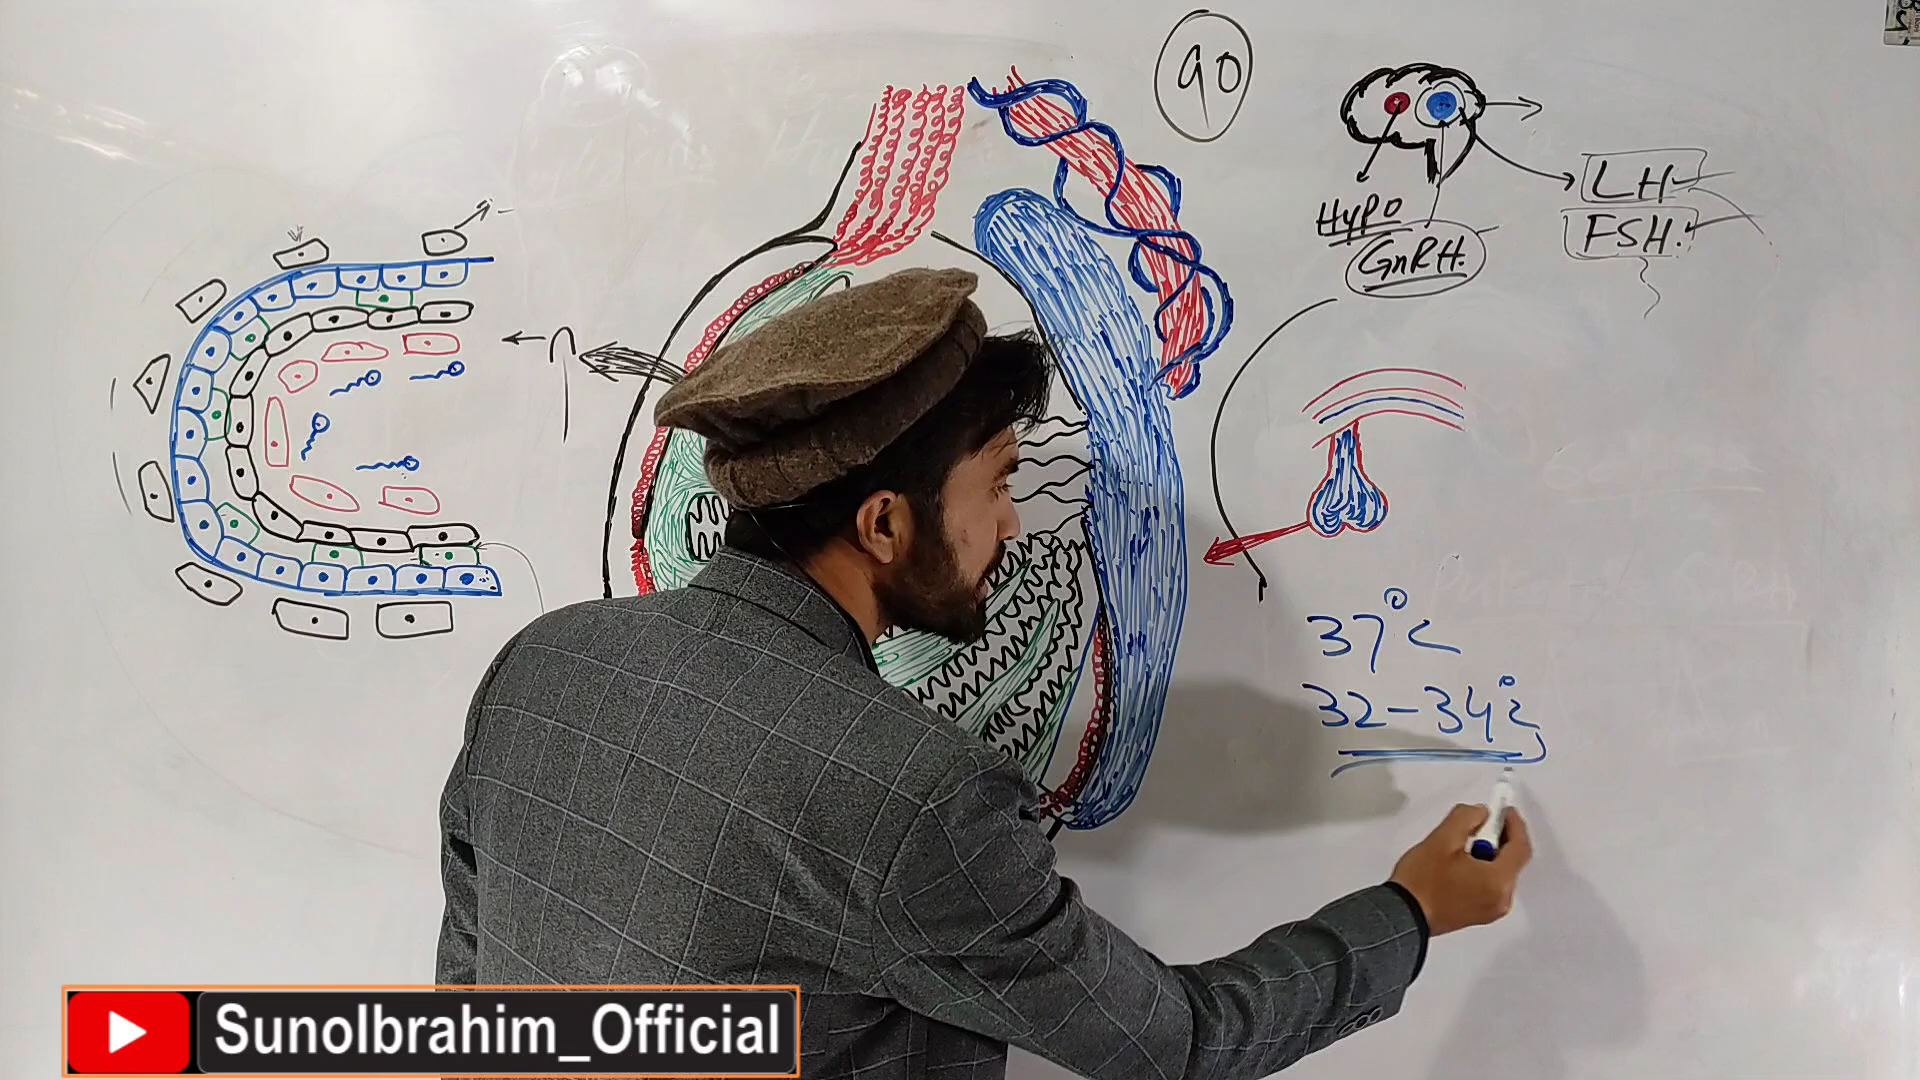 90
LH
FSH.
HYPO
GnRH.
37°C
32-34°C
SunoIbrahim_Official